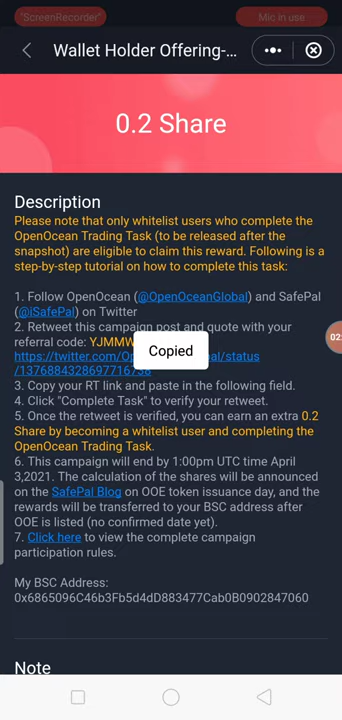 "ScreenRecorder"
Mic in use
Wallet Holder Offering-...
0.2 Share
Description
Please note that only whitelist users who complete the
OpenOcean Trading Task (to be released after the
snapshot) are eligible to claim this reward. Following is a
step-by-step tutorial on how to complete this task:
1. Follow OpenOcean (@OpenOceanGlobal) and SafePal
(@iSafePal) on Twitter
2. Retweet this campaign post and quote with your
referral code:
Copied
3. Copy your RT link and paste in the following field.
4. Click "Complete Task" to verify your retweet.
5. Once the retweet is verified, you can earn an extra 0.2
Share by becoming a whitelist user and completing the
OpenOcean Trading Task.
6. This campaign will end by 1:00pm UTC time April
3,2021. The calculation of the shares will be announced
on the SafePal Blog on OOE token issuance day, and the
rewards will be transferred to your BSC address after
OOE is listed (no confirmed date yet).
7. Click here to view the complete campaign
participation rules.
My BSC Address:
0x6865096C46b3Fb5d4dD883477Cab0B0902847060
Note